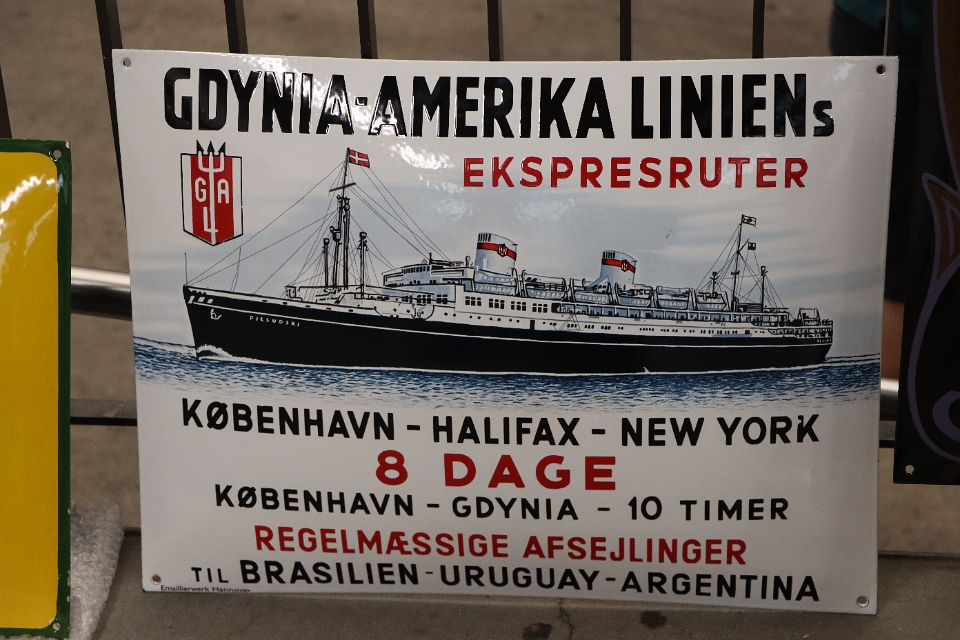 GDYNIA-AMERIKA LINIENs
EKSPRESRUTER
G A
L
PIŁSUDSKI
KØBENHAVN - HALIFAX - NEW YORK
8 DAGE
KØBENHAVN - GDYNIA - 10 TIMER
REGELMÆSSIGE AFSEJLINGER
TIL BRASILIEN - URUGUAY - ARGENTINA
Emaillierwerk Hannover